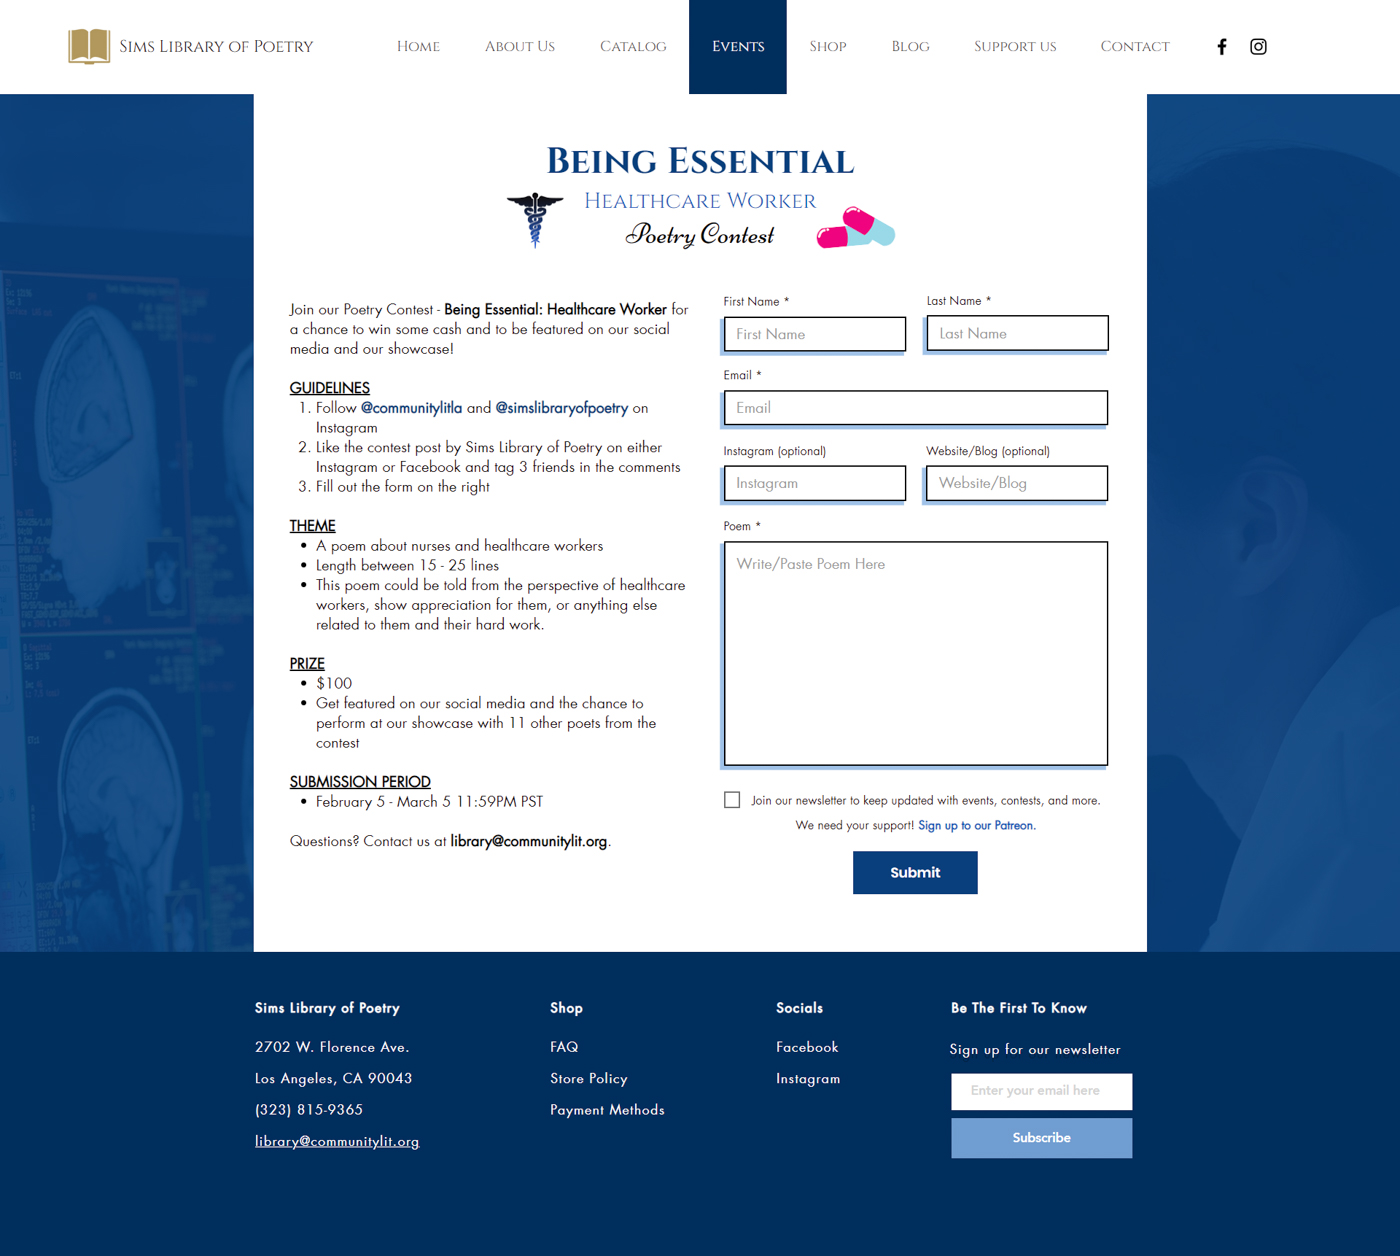 Sims Library of Poetry
Home
About Us
Catalog
Events
Shop
Blog
Support us
Contact
Being Essential
Healthcare Worker
Poetry Contest
Join our Poetry Contest - Being Essential: Healthcare Worker for
a chance to win some cash and to be featured on our social
media and our showcase!
GUIDELINES
1. Follow @communitylitla and @simslibraryofpoetry on
Instagram
2. Like the contest post by Sims Library of Poetry on either
Instagram or Facebook and tag 3 friends in the comments
3. Fill out the form on the right
THEME
• A poem about nurses and healthcare workers
• Length between 15 - 25 lines
• This poem could be told from the perspective of healthcare
workers, show appreciation for them, or anything else
related to them and their hard work.
PRIZE
• $100
• Get featured on our social media and the chance to
perform at our showcase with 11 other poets from the
contest
SUBMISSION PERIOD
• February 5 - March 5 11:59PM PST
Questions? Contact us at library@communitylit.org.
First Name *
Last Name *
First Name
Last Name
Email *
Email
Instagram (optional)
Website/Blog (optional)
Instagram
Website/Blog
Poem *
Write/Paste Poem Here
Join our newsletter to keep updated with events, contests, and more.
We need your support! Sign up to our Patreon.
Submit
Sims Library of Poetry
2702 W. Florence Ave.
Los Angeles, CA 90043
(323) 815-9365
library@communitylit.org
Shop
FAQ
Store Policy
Payment Methods
Socials
Facebook
Instagram
Be The First To Know
Sign up for our newsletter
Enter your email here
Subscribe